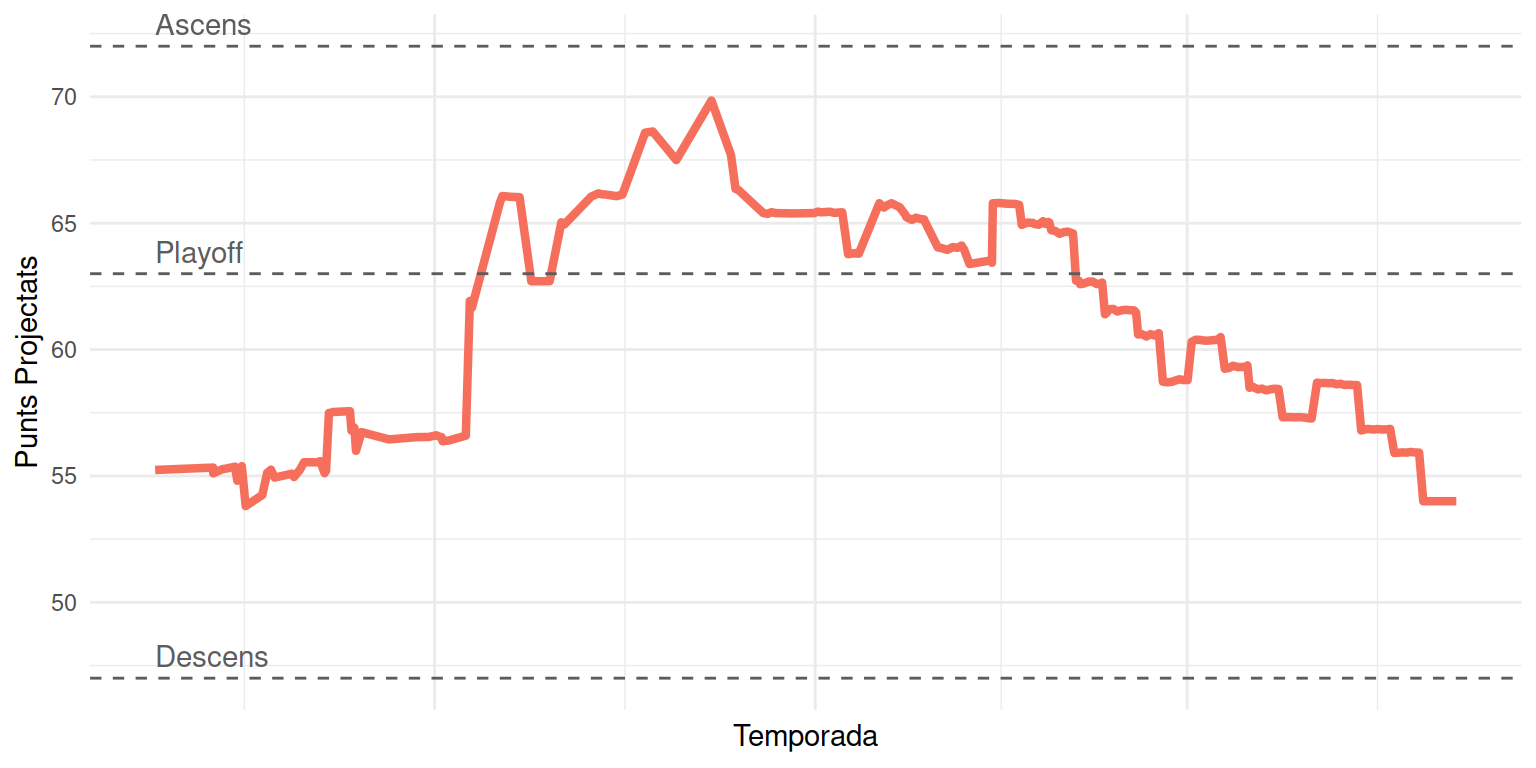 Ascens
70
65
Playoff
60
55
50
Descens
Punts Projectats
Temporada